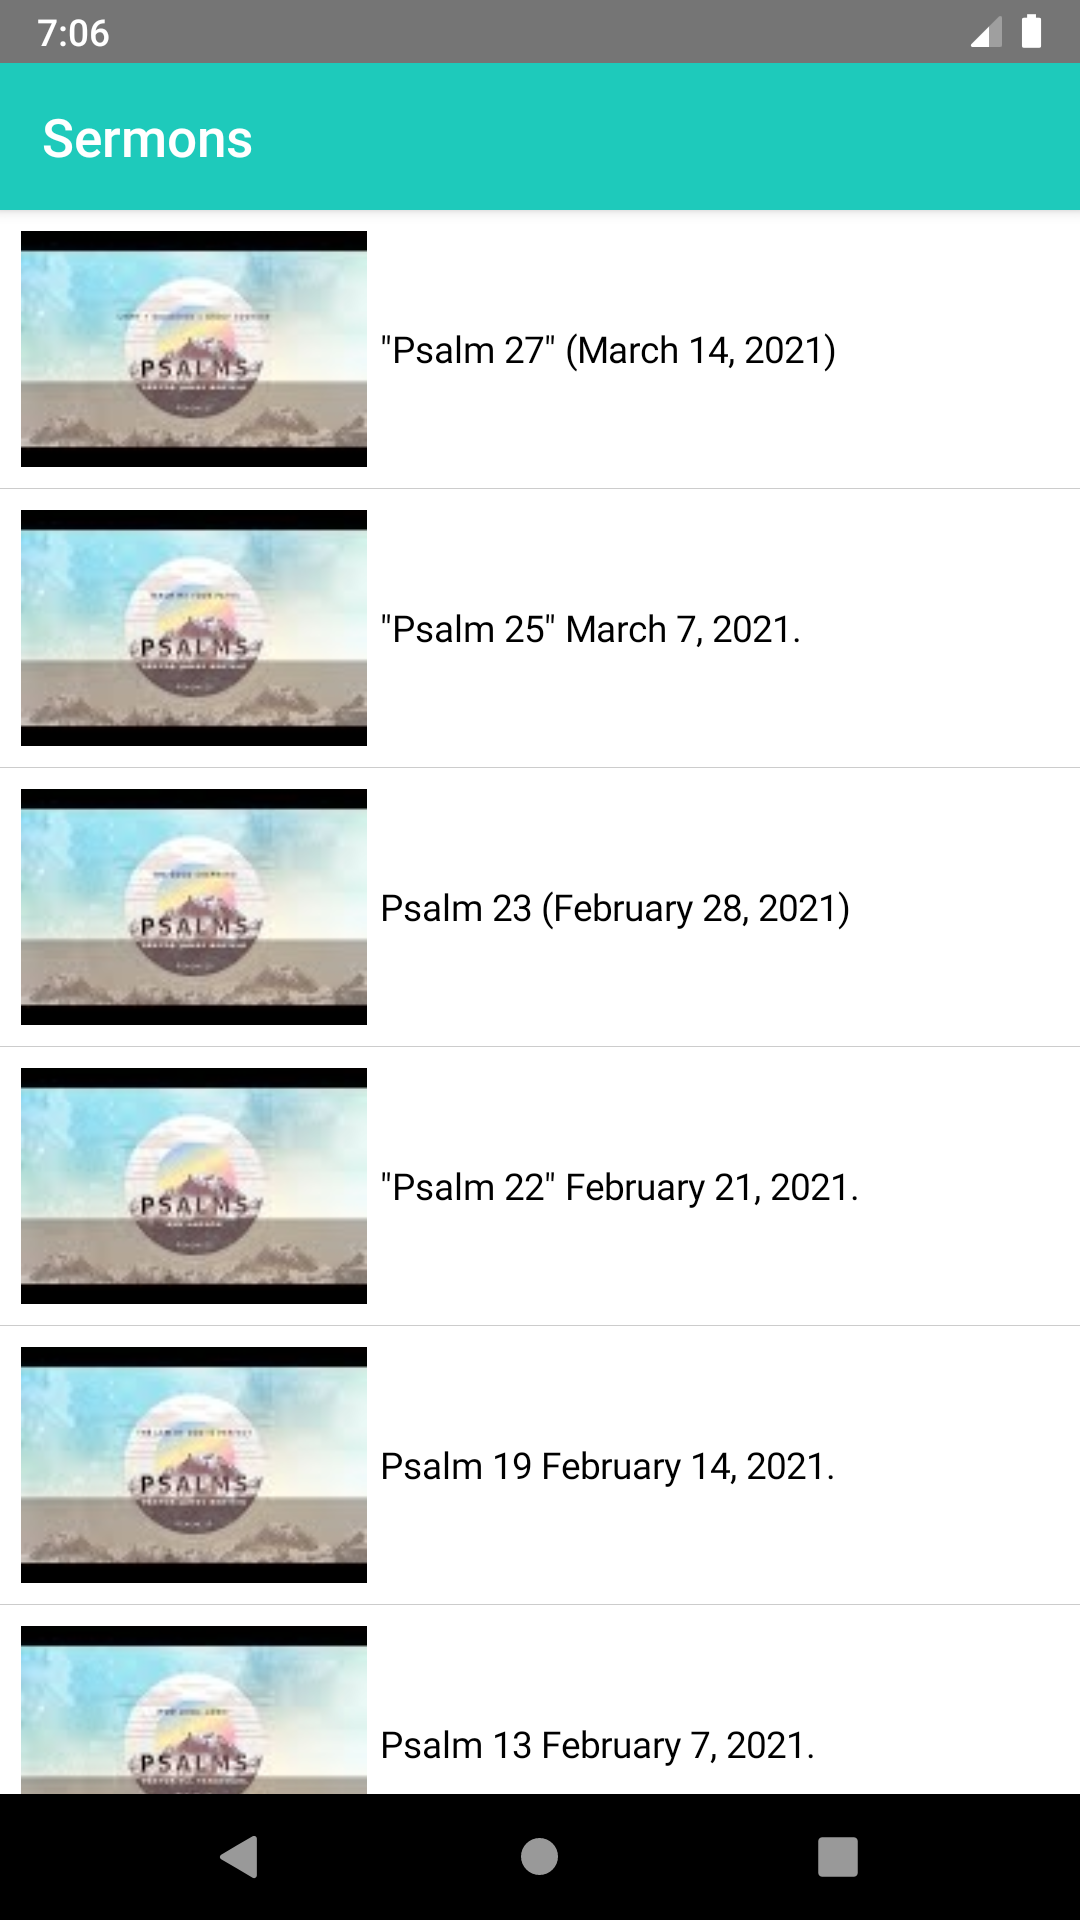 7:06
Sermons
PSALMS
"Psalm 27" (March 14, 2021)
PSALMS
"Psalm 25" March 7, 2021.
PSALMS
Psalm 23 (February 28, 2021)
PSALMS
"Psalm 22" February 21, 2021.
PSALMS
Psalm 19 February 14, 2021.
PSALMS
Psalm 13 February 7, 2021.